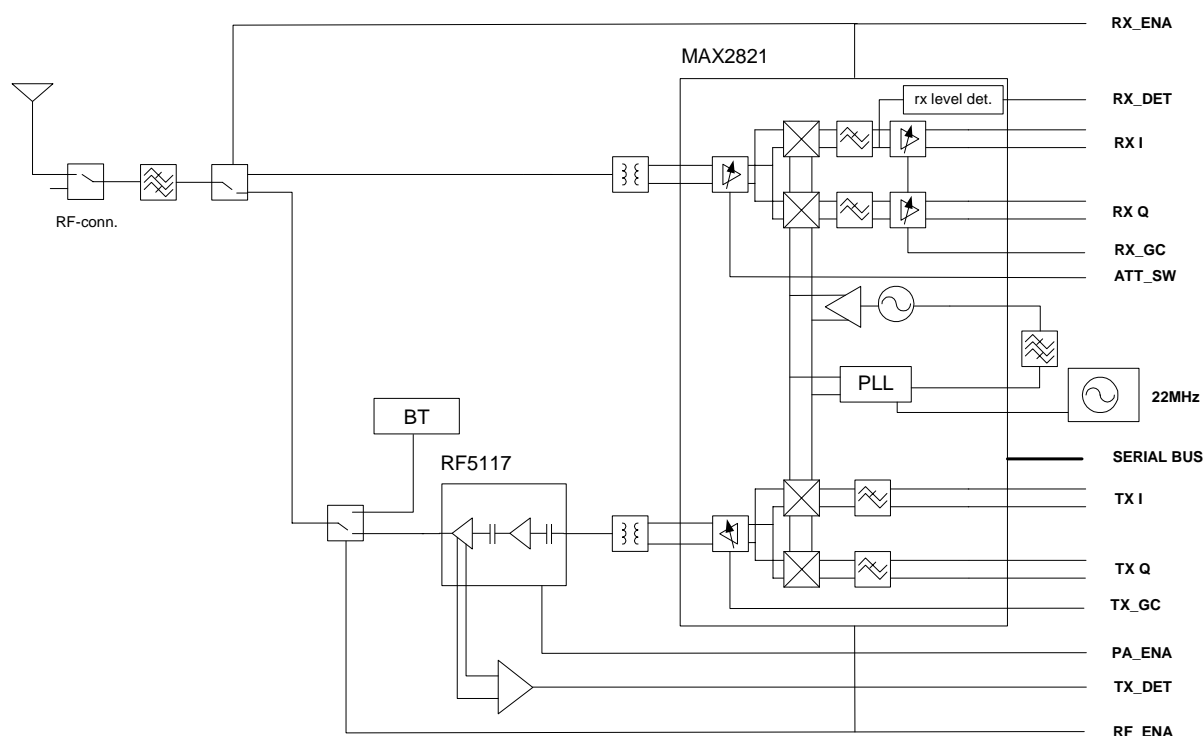 RX_ENA
MAX2821
rx level det.
RX_DET
RX I
RF-conn.
RX Q
RX_GC
ATT_SW
PLL
22MHz
BT
RF5117
SERIAL BUS
TX I
TX Q
TX_GC
PA_ENA
TX_DET
RF_ENA